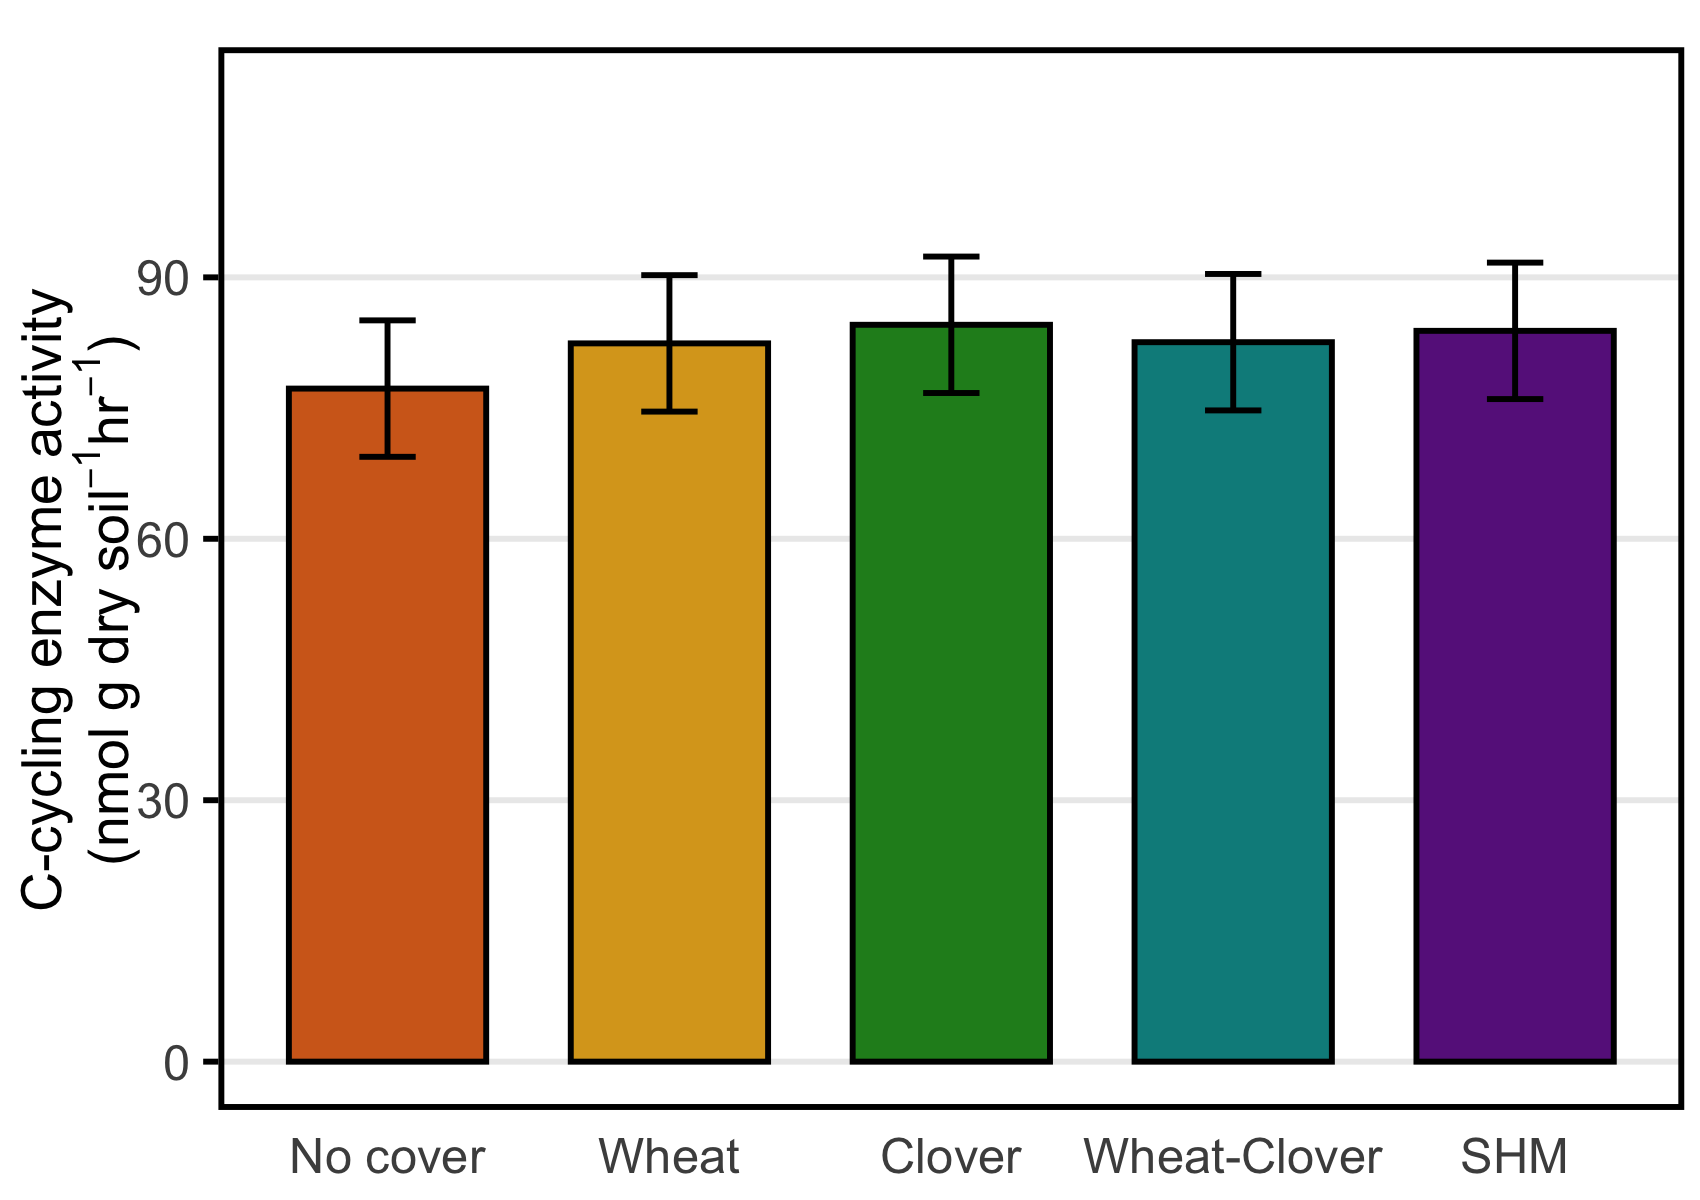 C-cycling enzyme activity
(nmol g dry soil⁻¹hr⁻¹)
90
60
30
0
No cover
Wheat
Clover
Wheat-Clover
SHM